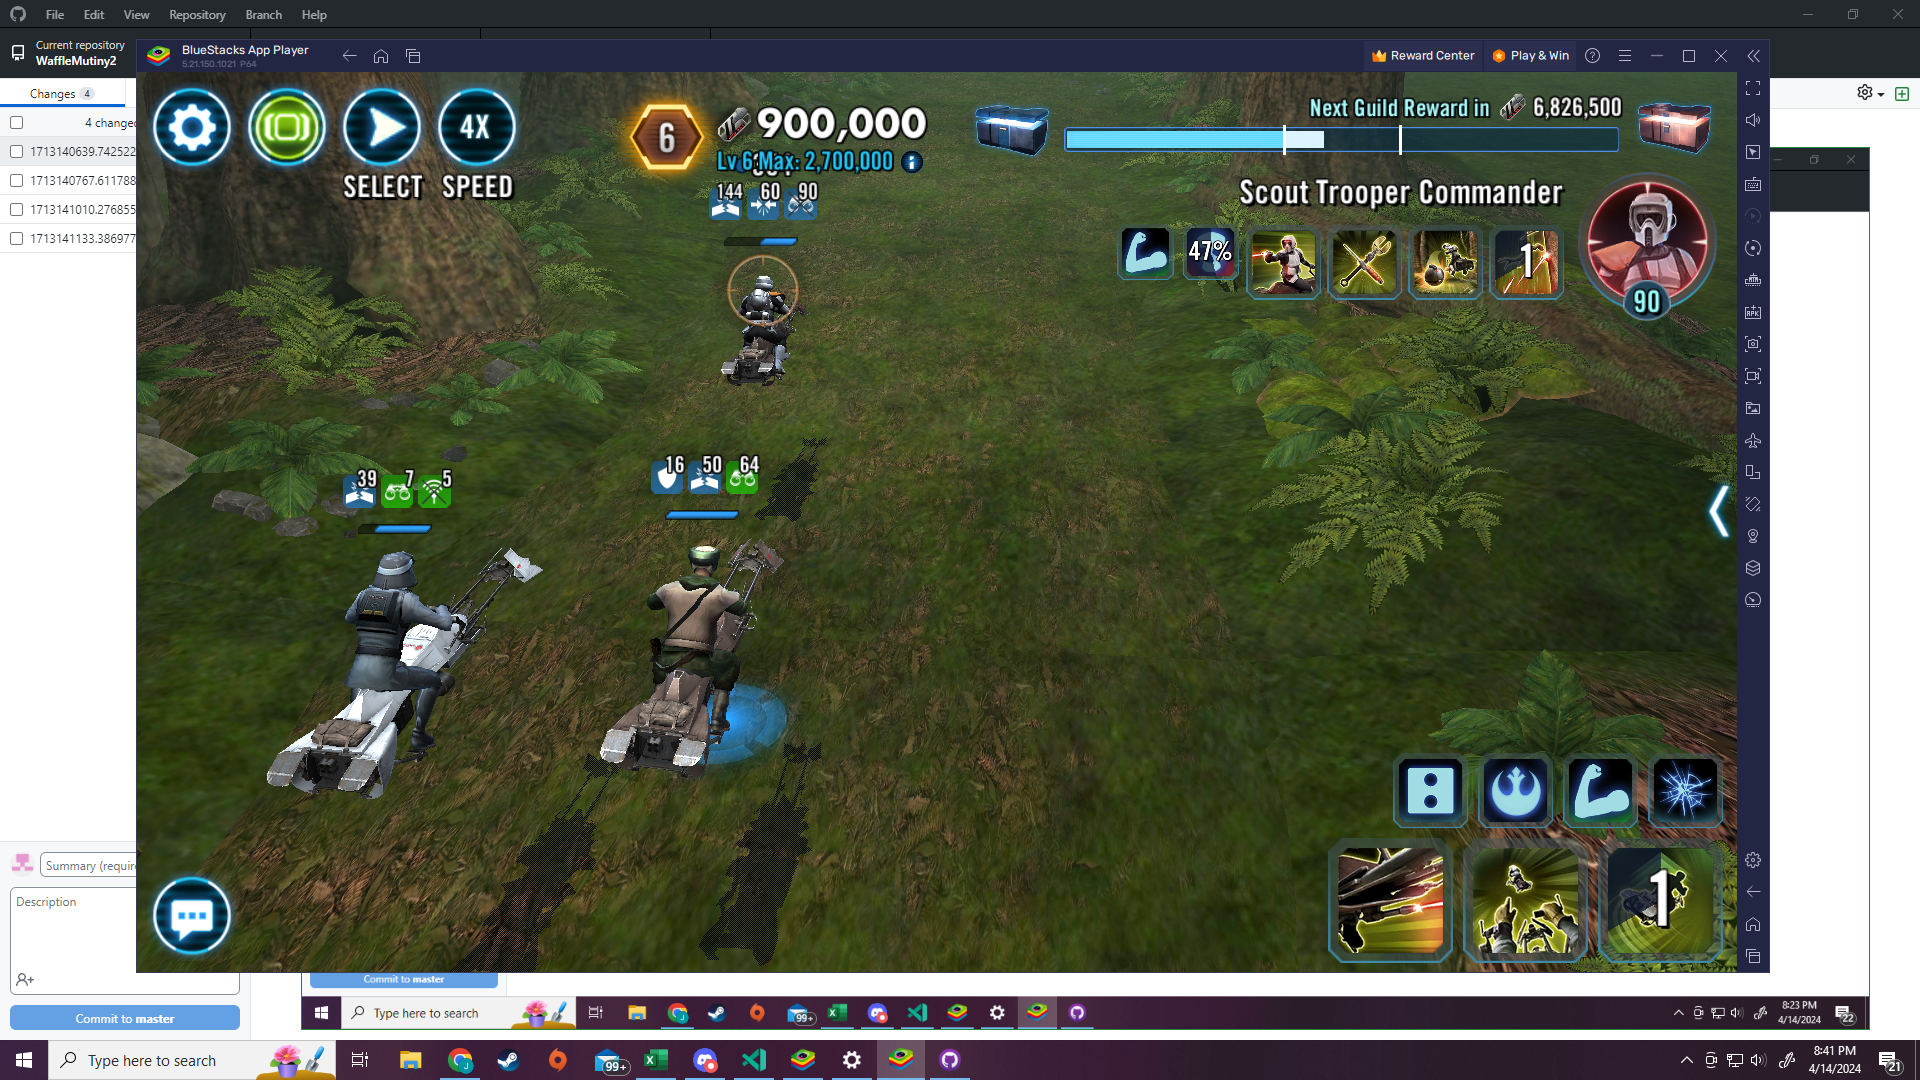 File Edit View Repository Branch Help
Current repository
WaffleMutiny2
BlueStacks App Player
5.21.150.1021 P64
Reward Center
Play & Win
Changes 4
4 changed
1713140639.742522
1713140767.611788
1713141010.276855
1713141133.386977
SELECT
4X
SPEED
6
900,000
Lv 6 Max: 2,700,000
144 60 90
Next Guild Reward in 6,826,500
Scout Trooper Commander
47%
1
90
39 7 5
16 50 64
1
Summary (requir
Description
Commit to master
Commit to master
Type here to search
99+
8:23 PM
4/14/2024
22
Type here to search
99+
8:41 PM
4/14/2024
21